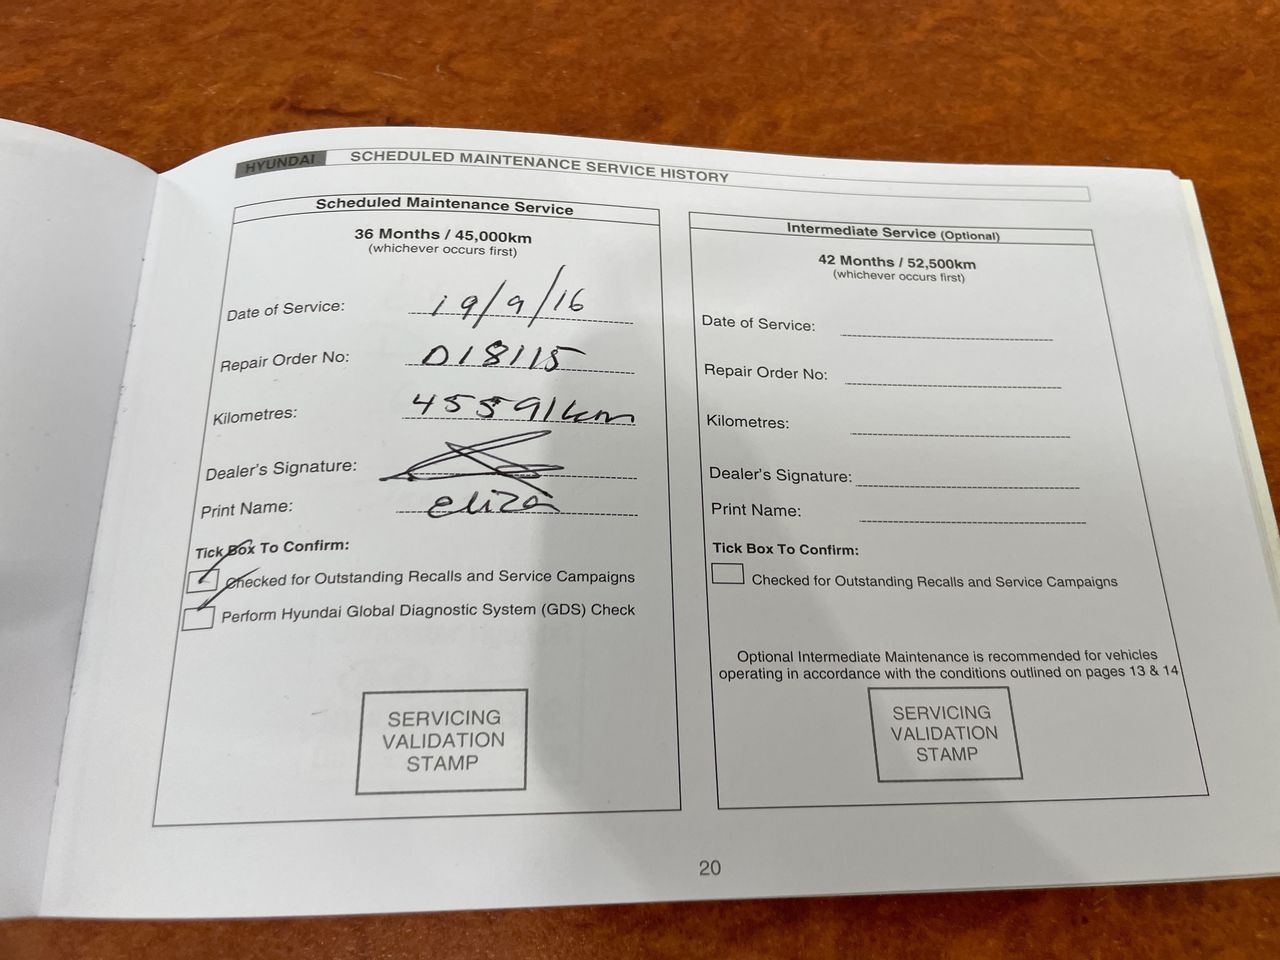 HYUNDAI SCHEDULED MAINTENANCE SERVICE HISTORY
Scheduled Maintenance Service
36 Months / 45,000km
(whichever occurs first)
Date of Service: 19/9/16
Repair Order No: 018115
Kilometres: 45591km
Dealer's Signature:
Print Name: eliza
Tick Box To Confirm:
Checked for Outstanding Recalls and Service Campaigns
Perform Hyundai Global Diagnostic System (GDS) Check
SERVICING
VALIDATION
STAMP
Intermediate Service (Optional)
42 Months / 52,500km
(whichever occurs first)
Date of Service:
Repair Order No:
Kilometres:
Dealer's Signature:
Print Name:
Tick Box To Confirm:
Checked for Outstanding Recalls and Service Campaigns
Optional Intermediate Maintenance is recommended for vehicles
operating in accordance with the conditions outlined on pages 13 & 14
SERVICING
VALIDATION
STAMP
20